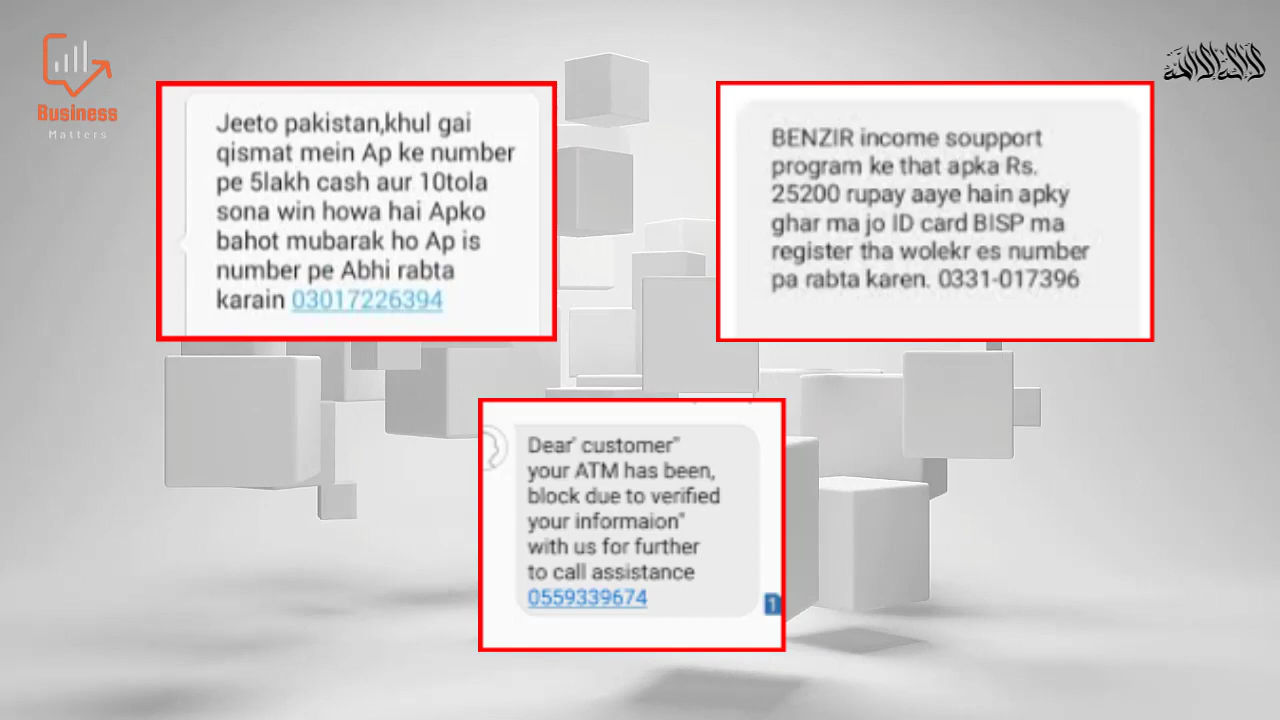 Business
Matters
لا إله إلا الله
Jeeto pakistan,khul gai
qismat mein Ap ke number
pe 5lakh cash aur 10tola
sona win howa hai Apko
bahot mubarak ho Ap is
number pe Abhi rabta
karain 03017226394
BENZIR income soupport
program ke that apka Rs.
25200 rupay aaye hain apky
ghar ma jo ID card BISP ma
register tha wolekr es number
pa rabta karen. 0331-017396
Dear' customer"
your ATM has been,
block due to verified
your informaion"
with us for further
to call assistance
0559339674
1